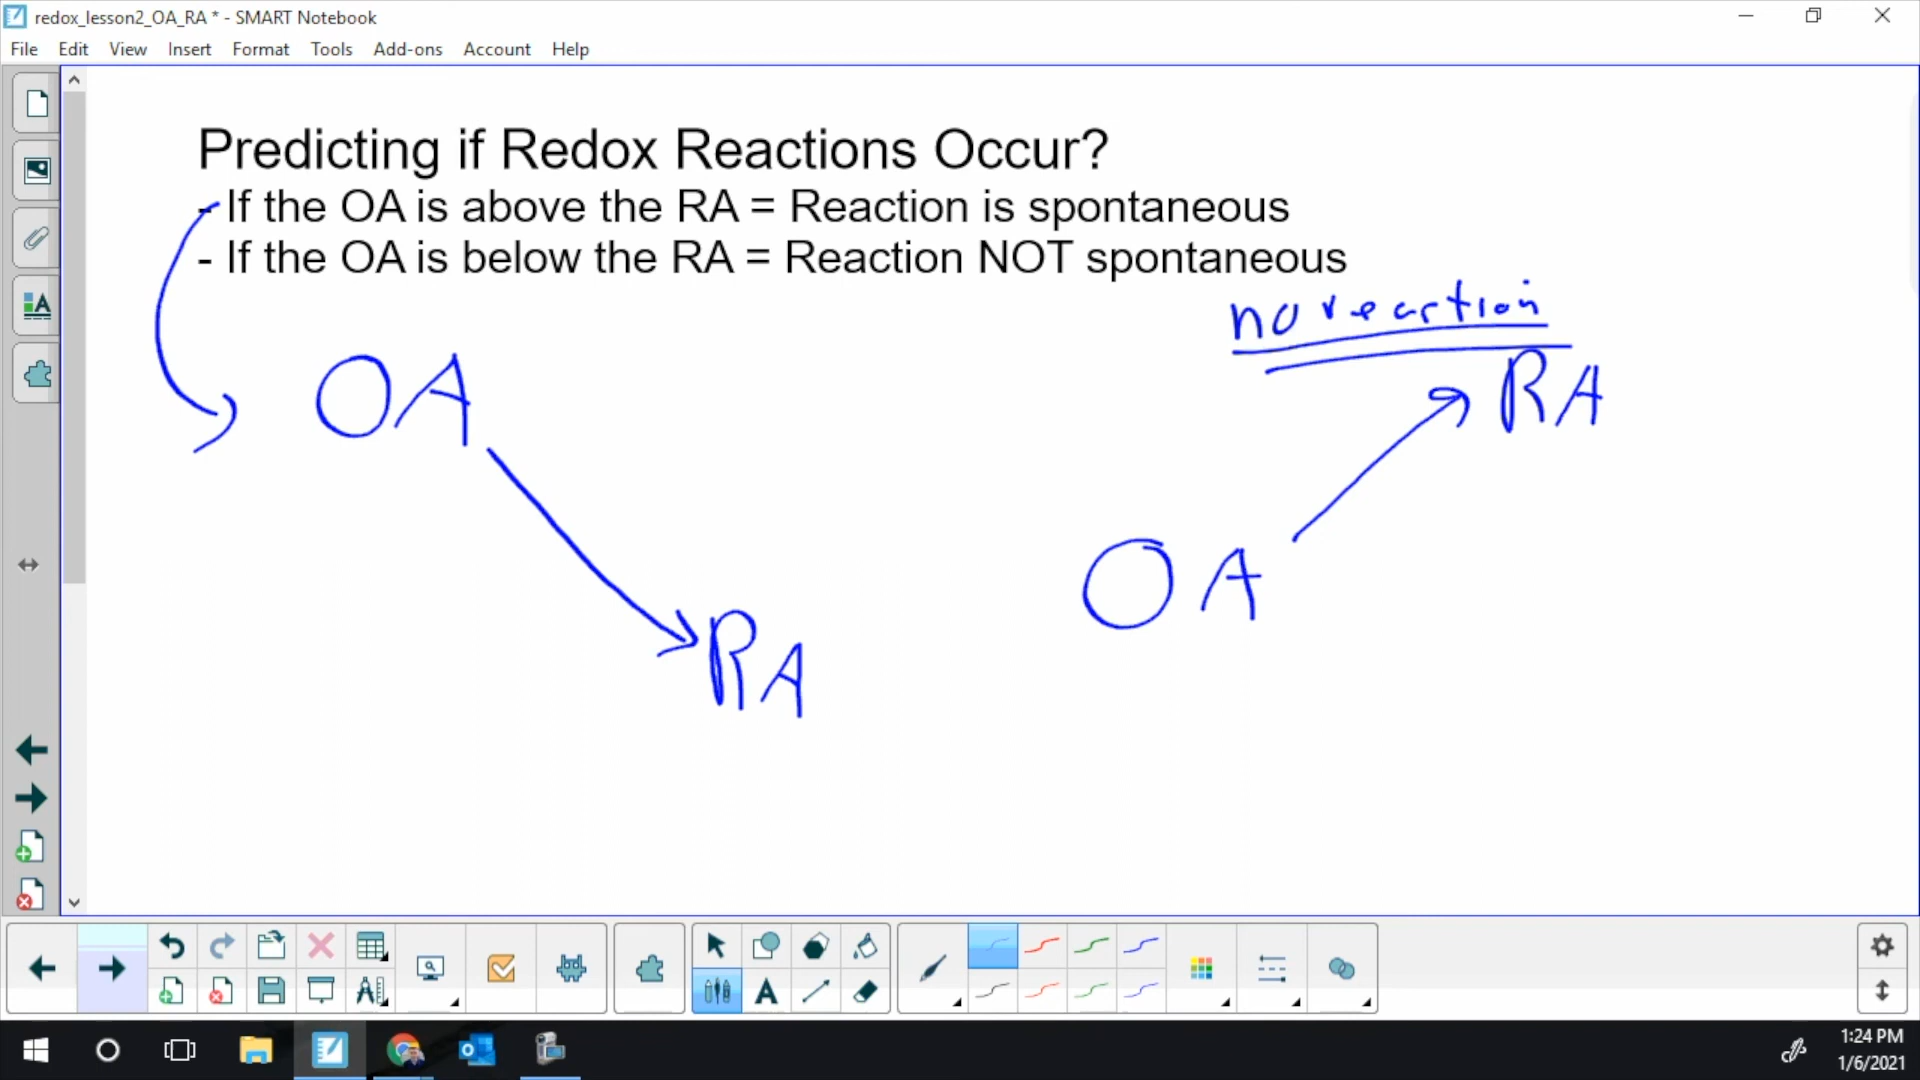 redox_lesson2_OA_RA * - SMART Notebook
File Edit View Insert Format Tools Add-ons Account Help
Predicting if Redox Reactions Occur?
- If the OA is above the RA = Reaction is spontaneous
- If the OA is below the RA = Reaction NOT spontaneous
no reaction
OA
RA
OA
RA
1:24 PM
1/6/2021